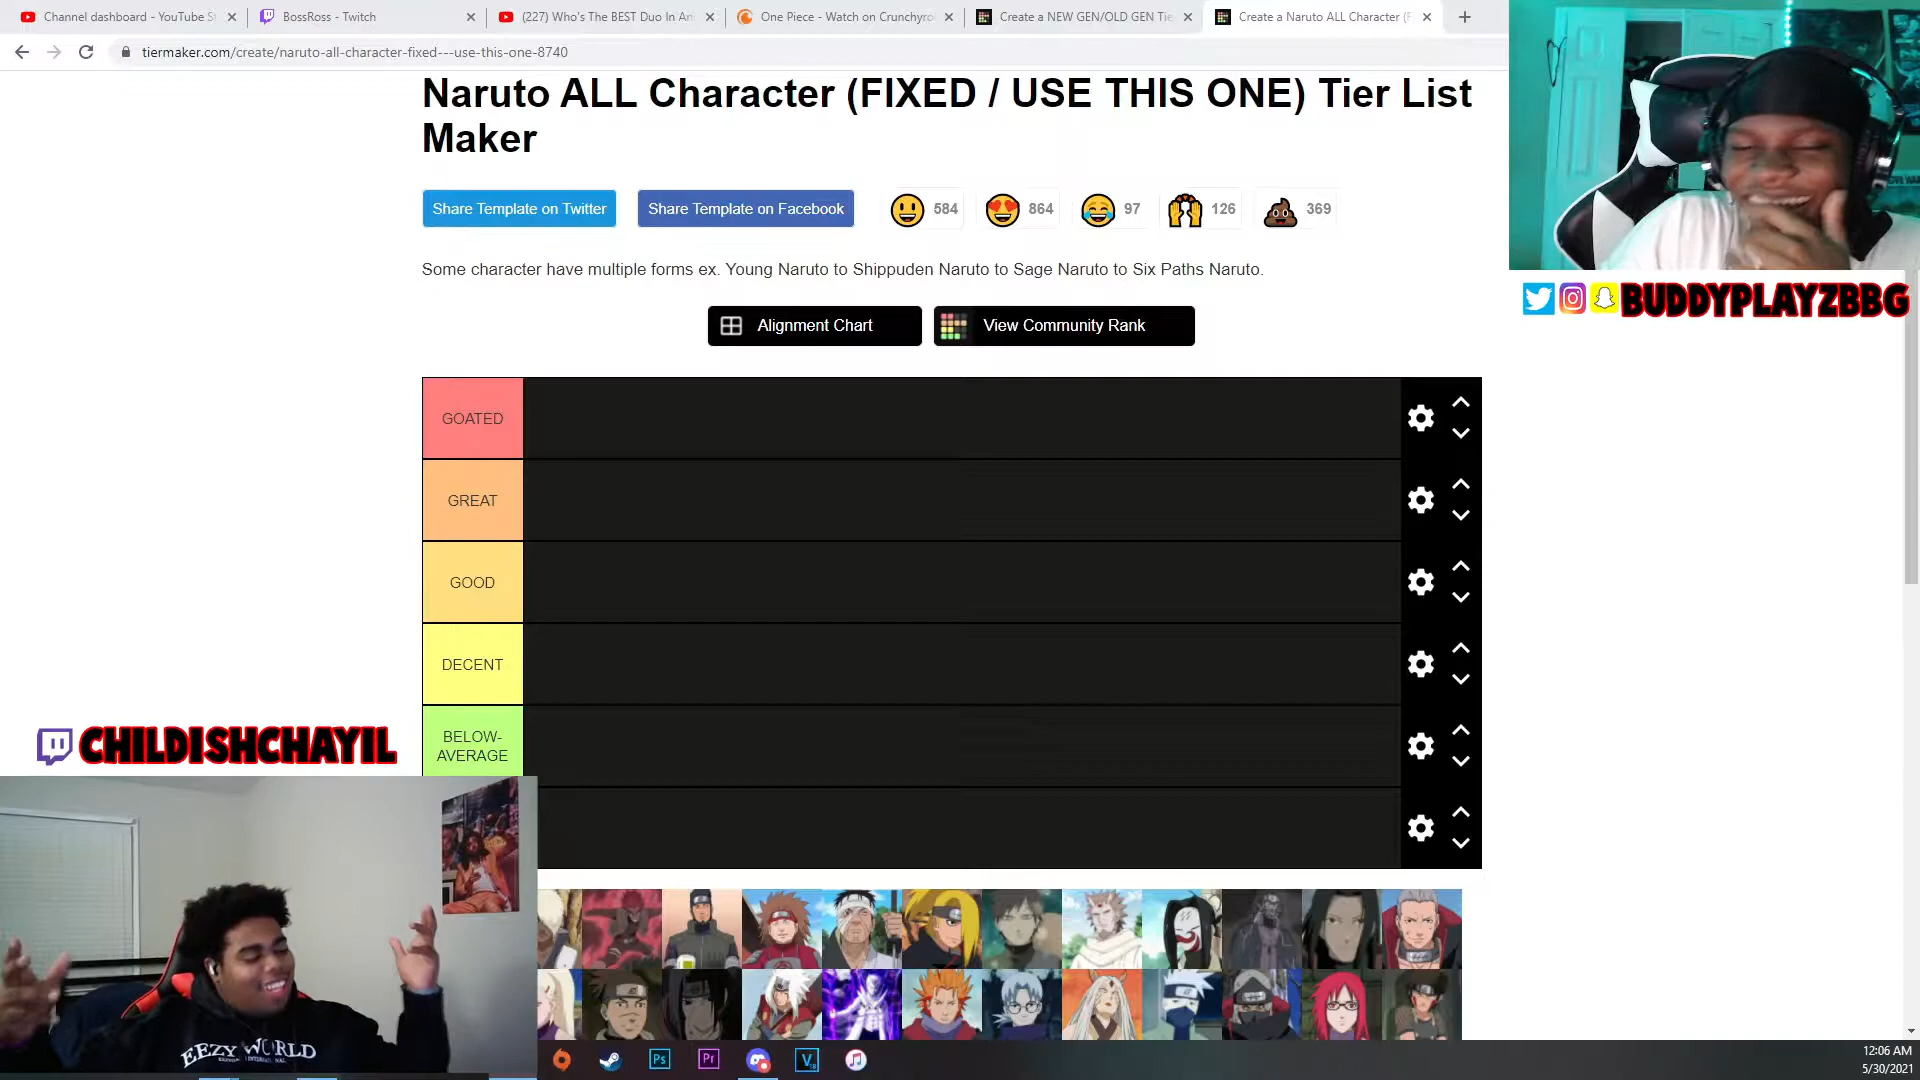 Channel dashboard - YouTube S
BossRoss - Twitch
(227) Who's The BEST Duo In An
One Piece - Watch on Crunchyro
Create a NEW GEN/OLD GEN Tie
Create a Naruto ALL Character (F
tiermaker.com/create/naruto-all-character-fixed---use-this-one-8740
Naruto ALL Character (FIXED / USE THIS ONE) Tier List
Maker
Share Template on Twitter
Share Template on Facebook
584
864
97
126
369
Some character have multiple forms ex. Young Naruto to Shippuden Naruto to Sage Naruto to Six Paths Naruto.
BUDDYPLAYZBBG
Alignment Chart
View Community Rank
GOATED
GREAT
GOOD
DECENT
BELOW-
AVERAGE
CHILDISHCHAYIL
EEZY WORLD
Ps
Pr
V
12:06 AM
5/30/2021